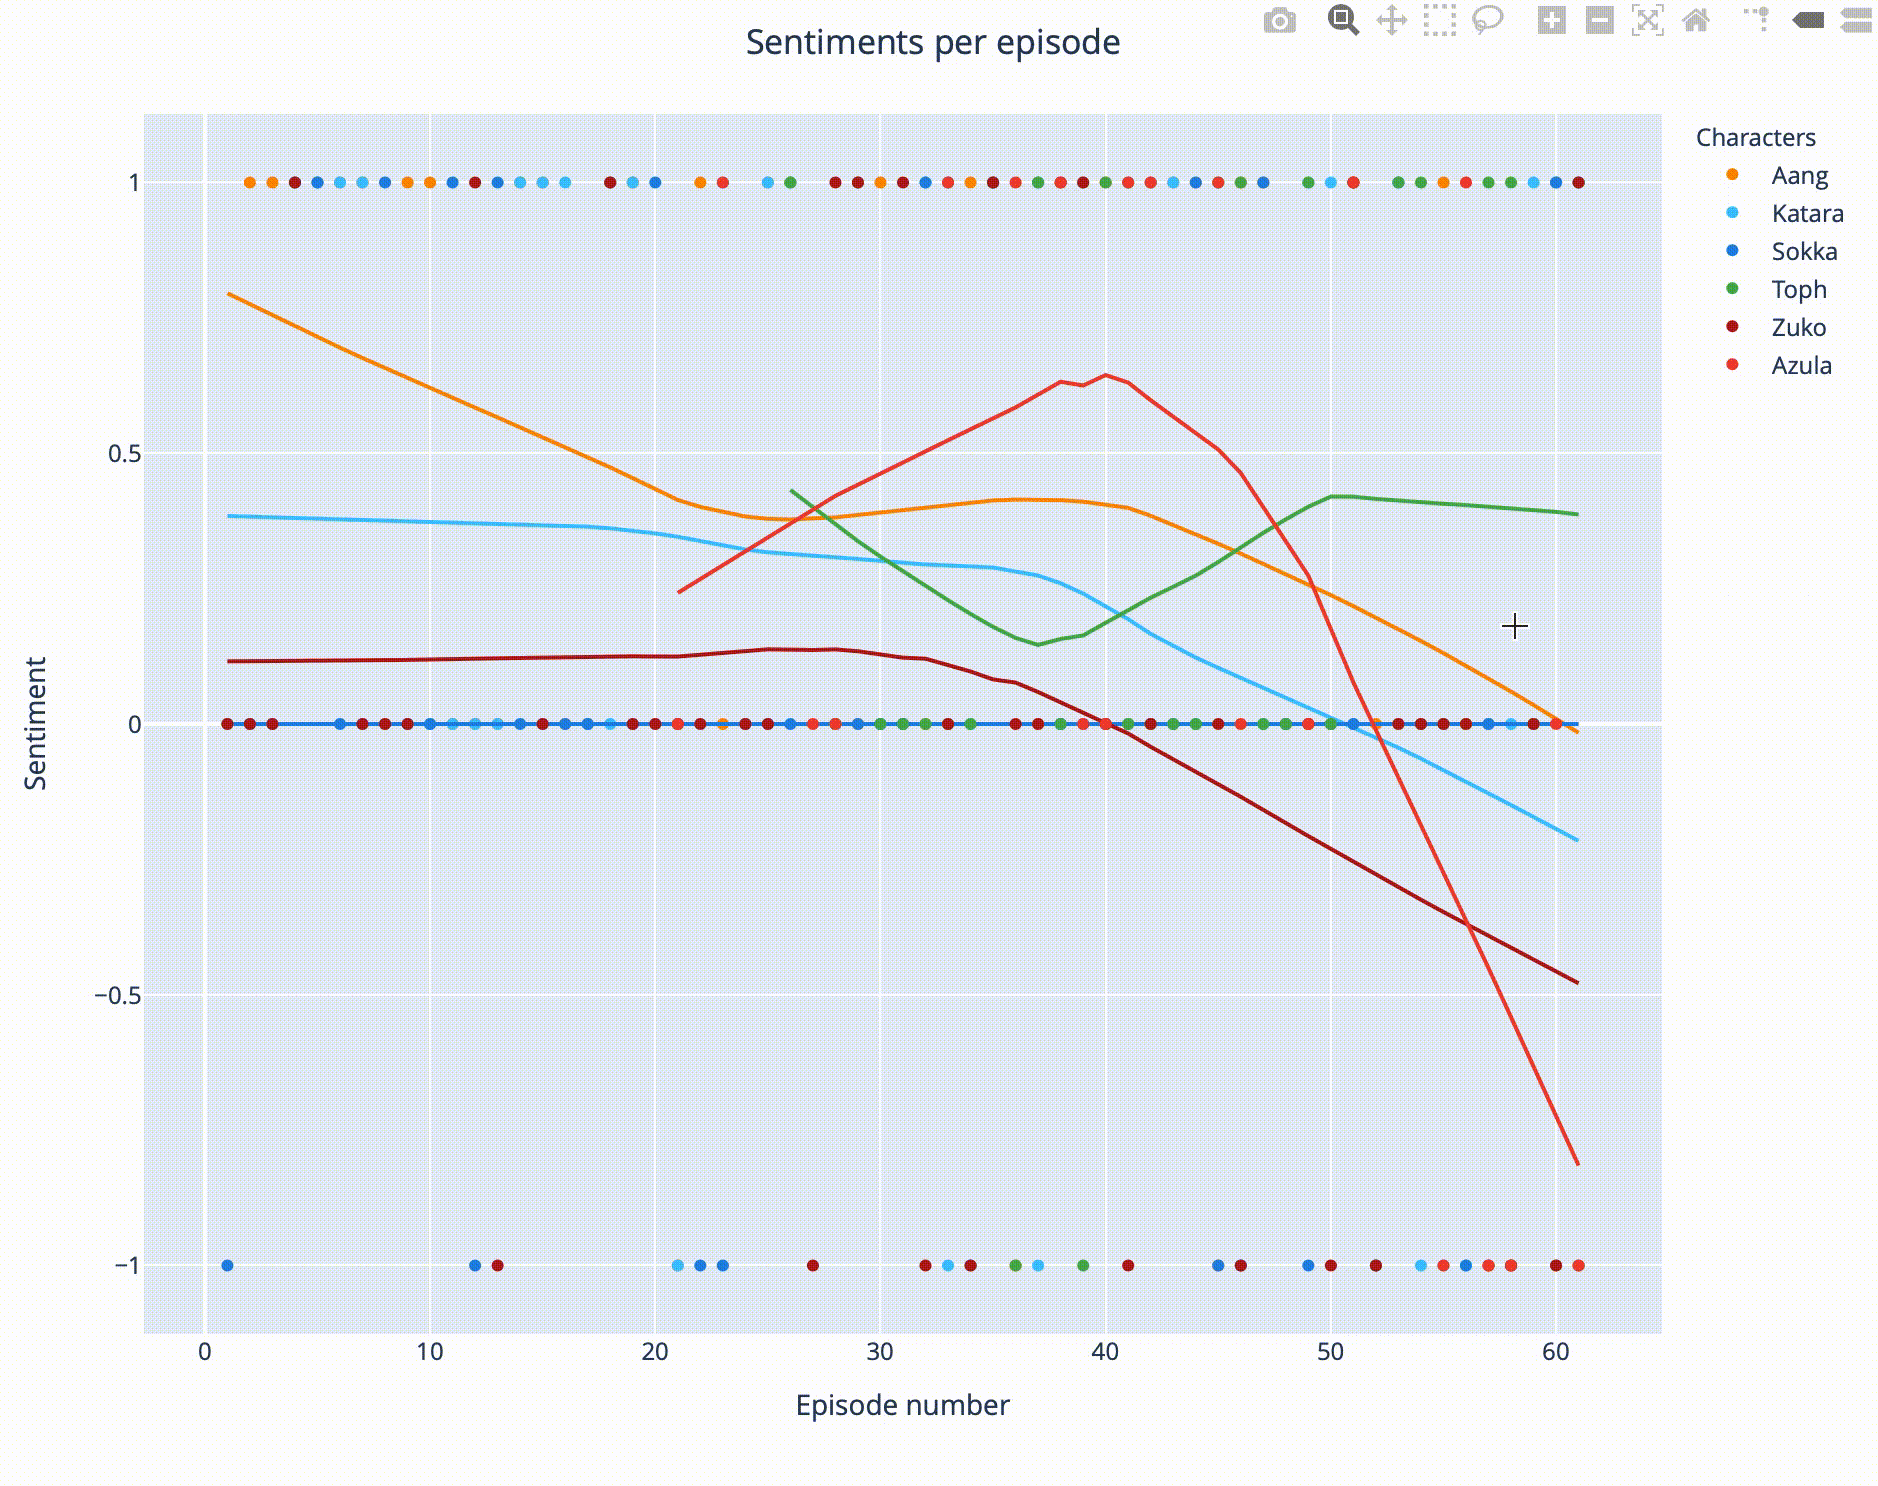 Sentiments per episode
Characters
Aang
Katara
Sokka
Toph
Zuko
Azula
1
0.5
0
−0.5
−1
Sentiment
0 10 20 30 40 50 60
Episode number